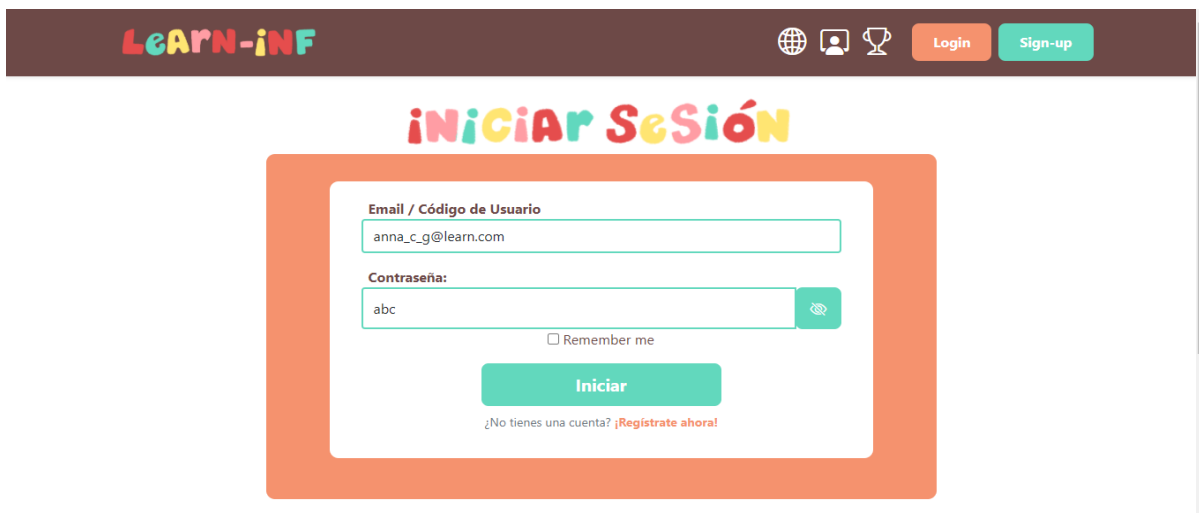 LeArN-iNF
Login
Sign-up
iNiCiAr SeSióN
Email / Código de Usuario
anna_c_g@learn.com
Contraseña:
abc
Remember me
Iniciar
¿No tienes una cuenta? ¡Regístrate ahora!